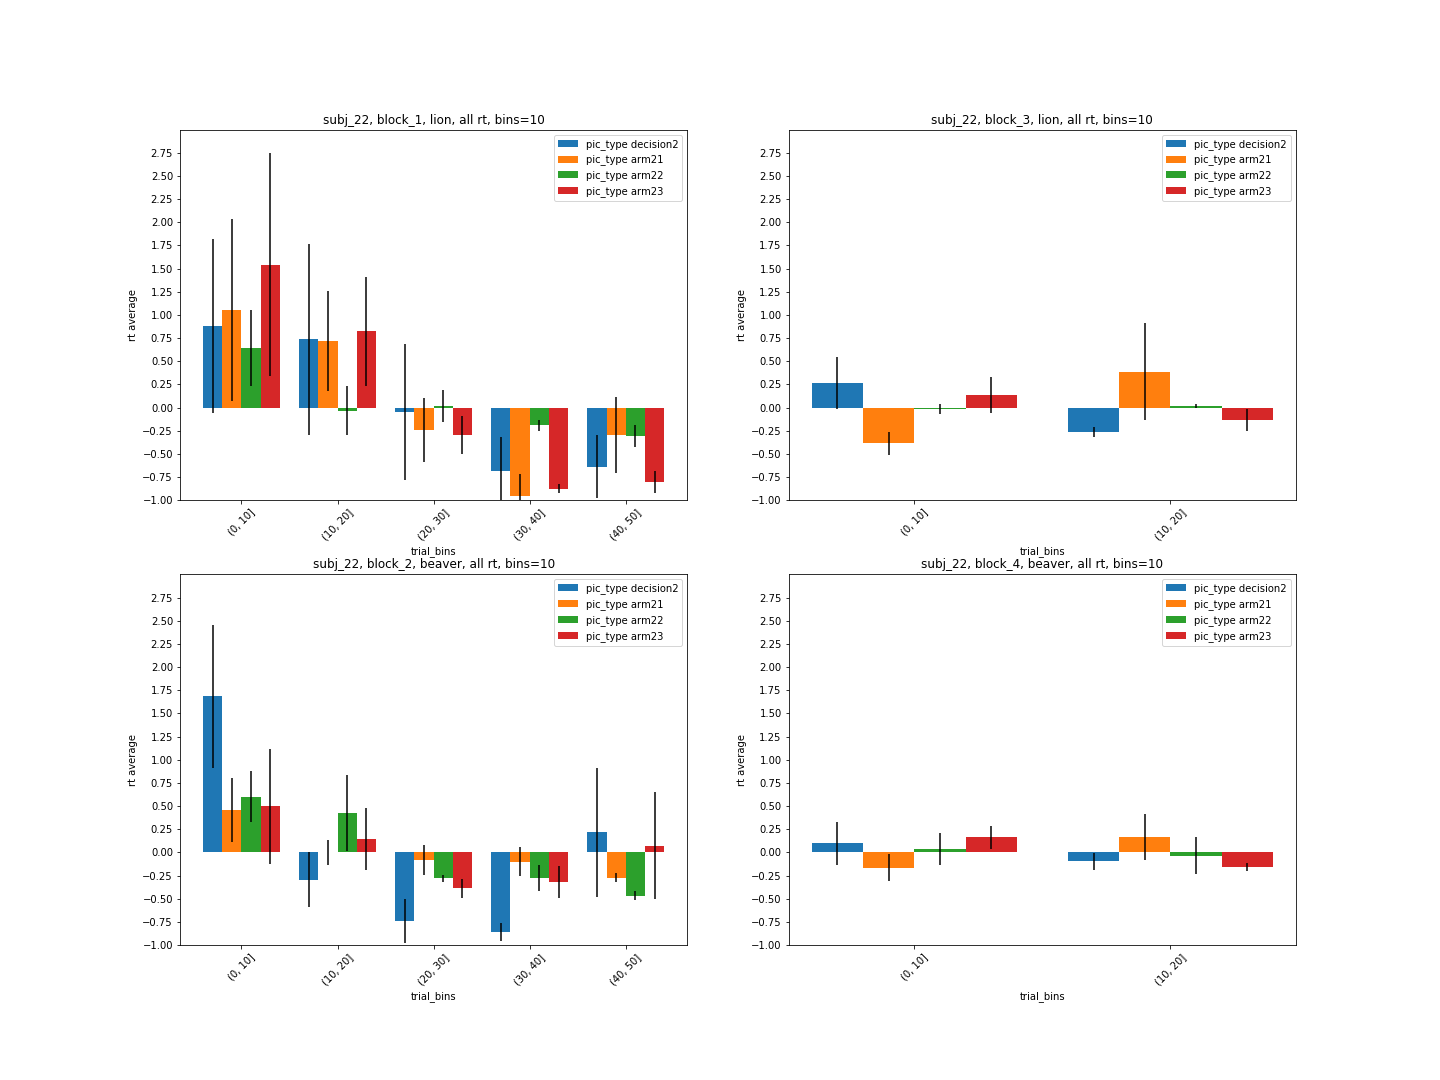 subj_22, block_1, lion, all rt, bins=10
pic_type decision2
pic_type arm21
pic_type arm22
pic_type arm23
2.75
2.50
2.25
2.00
1.75
1.50
1.25
1.00
0.75
0.50
0.25
0.00
−0.25
−0.50
−0.75
−1.00
rt average
(0, 10]
(10, 20]
(20, 30]
(30, 40]
(40, 50]
trial_bins
subj_22, block_3, lion, all rt, bins=10
pic_type decision2
pic_type arm21
pic_type arm22
pic_type arm23
2.75
2.50
2.25
2.00
1.75
1.50
1.25
1.00
0.75
0.50
0.25
0.00
−0.25
−0.50
−0.75
−1.00
rt average
(0, 10]
(10, 20]
trial_bins
subj_22, block_2, beaver, all rt, bins=10
pic_type decision2
pic_type arm21
pic_type arm22
pic_type arm23
2.75
2.50
2.25
2.00
1.75
1.50
1.25
1.00
0.75
0.50
0.25
0.00
−0.25
−0.50
−0.75
−1.00
rt average
(0, 10]
(10, 20]
(20, 30]
(30, 40]
(40, 50]
trial_bins
subj_22, block_4, beaver, all rt, bins=10
pic_type decision2
pic_type arm21
pic_type arm22
pic_type arm23
2.75
2.50
2.25
2.00
1.75
1.50
1.25
1.00
0.75
0.50
0.25
0.00
−0.25
−0.50
−0.75
−1.00
rt average
(0, 10]
(10, 20]
trial_bins